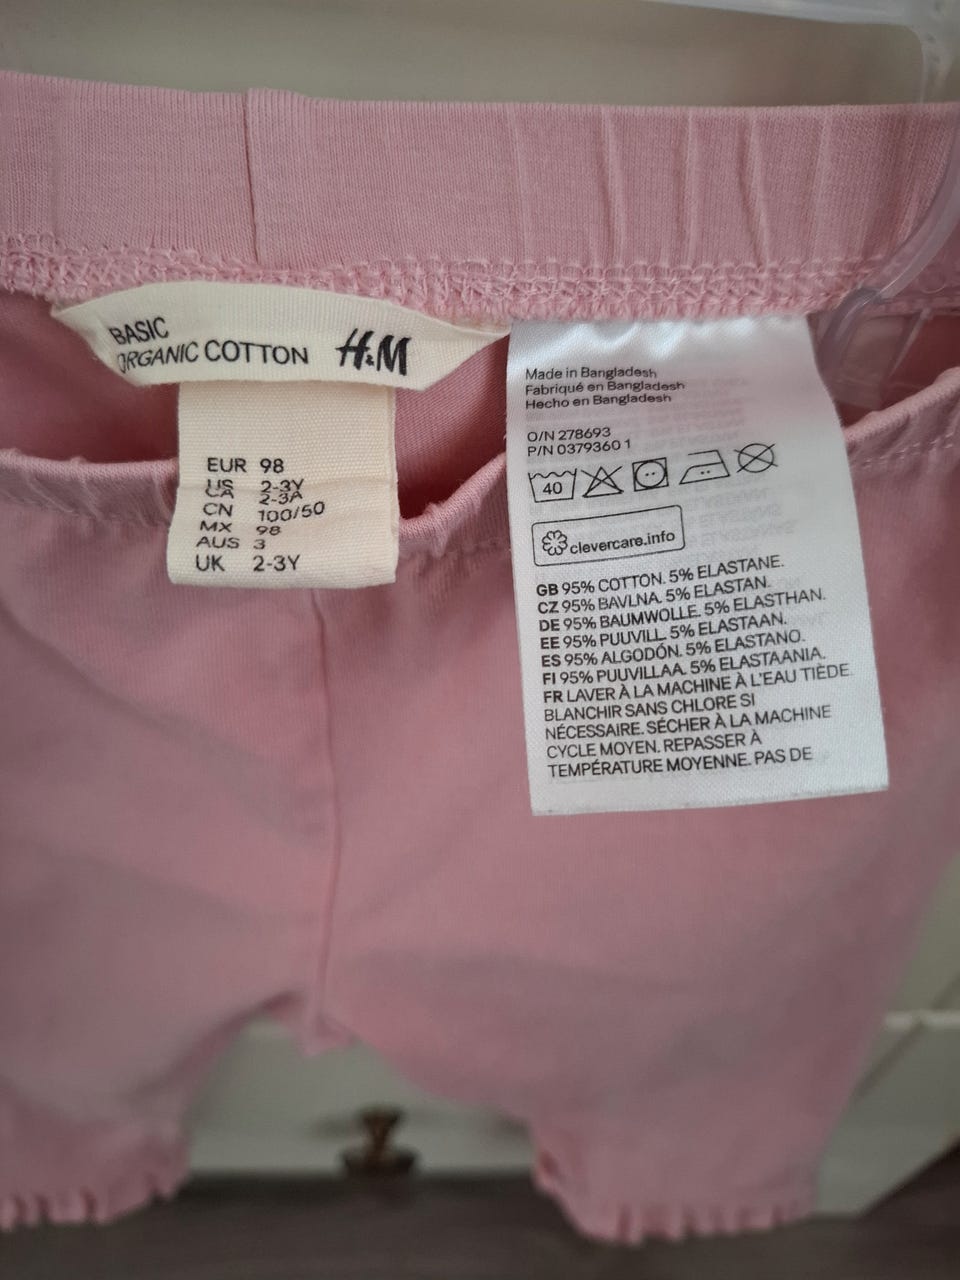 BASIC
ORGANIC COTTON H&M
EUR 98
US 2-3Y
CA 2-3A
CN 100/50
MX 98
AUS 3
UK 2-3Y
Made in Bangladesh
Fabriqué en Bangladesh
Hecho en Bangladesh
O/N 278693
P/N 0379360 1
40
clevercare.info
GB 95% COTTON. 5% ELASTANE.
CZ 95% BAVLNA. 5% ELASTAN.
DE 95% BAUMWOLLE. 5% ELASTHAN.
EE 95% PUUVILL. 5% ELASTAAN.
ES 95% ALGODÓN. 5% ELASTANO.
FI 95% PUUVILLAA. 5% ELASTAANIA.
FR LAVER À LA MACHINE À L'EAU TIÈDE.
BLANCHIR SANS CHLORE SI
NÉCESSAIRE. SÉCHER À LA MACHINE
CYCLE MOYEN. REPASSER À
TEMPÉRATURE MOYENNE. PAS DE